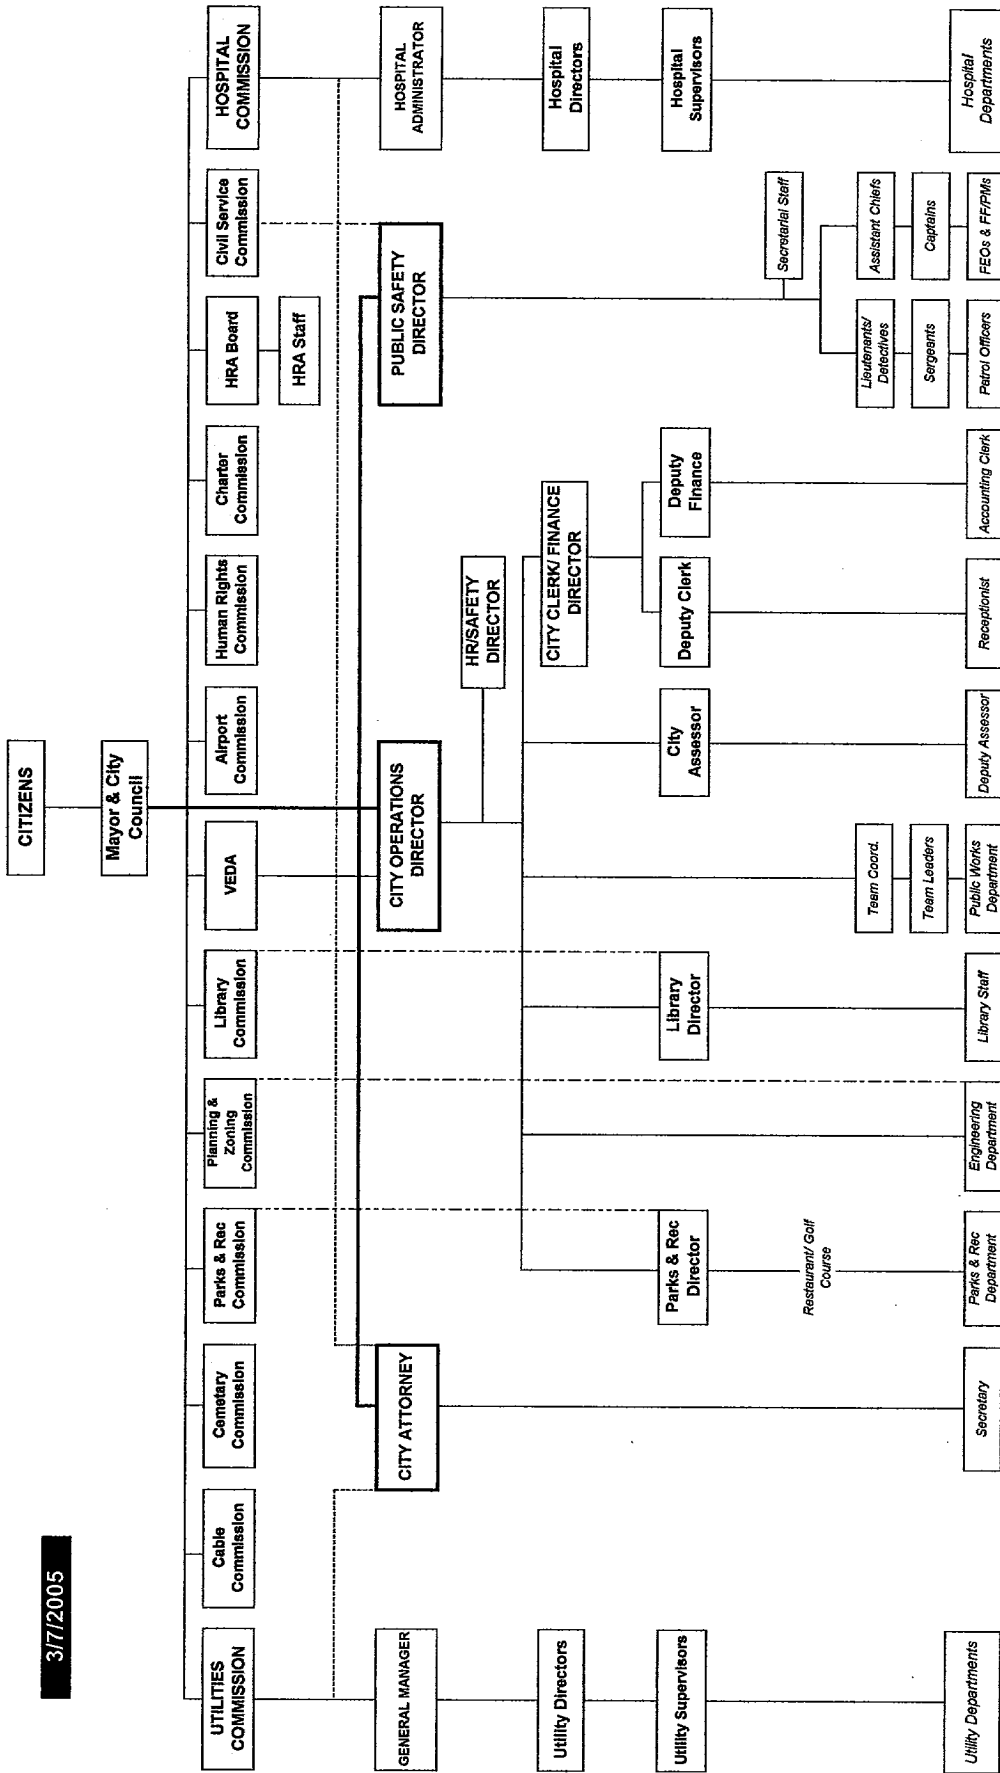 3/7/2005
CITIZENS
Mayor & City
Council
UTILITIES
COMMISSION
Cable
Commission
Cemetary
Commission
Parks & Rec
Commission
Planning &
Zoning
Commission
Library
Commission
VEDA
Airport
Commission
Human Rights
Commission
Charter
Commission
HRA Board
Civil Service
Commission
HOSPITAL
COMMISSION
HRA Staff
GENERAL MANAGER
CITY ATTORNEY
CITY OPERATIONS
DIRECTOR
PUBLIC SAFETY
DIRECTOR
HOSPITAL
ADMINISTRATOR
HR/SAFETY
DIRECTOR
Utility Directors
CITY CLERK/ FINANCE
DIRECTOR
Hospital
Directors
Utility Supervisors
Parks & Rec
Director
Library
Director
City
Assessor
Deputy Clerk
Deputy
Finance
Hospital
Supervisors
Restaurant/ Golf
Course
Secretarial Staff
Team Coord.
Lieutenants/
Detectives
Assistant Chiefs
Team Leaders
Sergeants
Captains
Utility Departments
Secretary
Parks & Rec
Department
Engineering
Department
Library Staff
Public Works
Department
Deputy Assessor
Receptionist
Accounting Clerk
Patrol Officers
FEOs & FF/PMs
Hospital
Departments